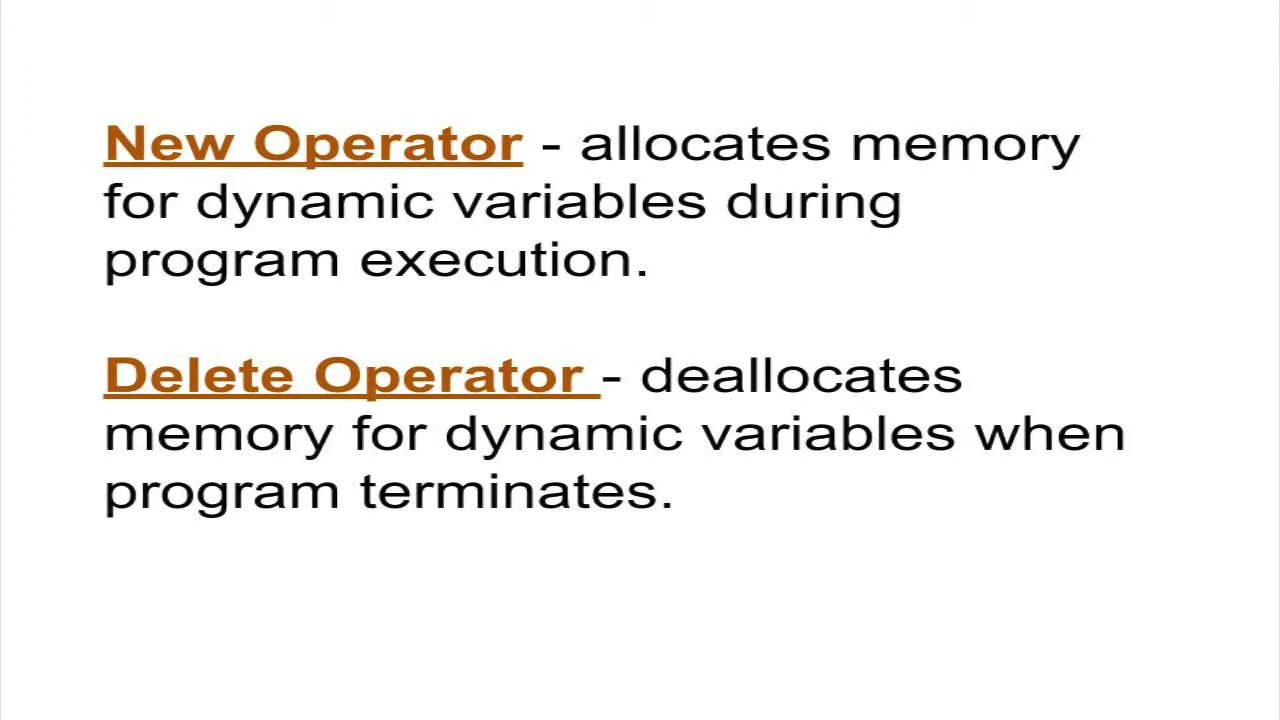 New Operator - allocates memory
for dynamic variables during
program execution.
Delete Operator - deallocates
memory for dynamic variables when
program terminates.